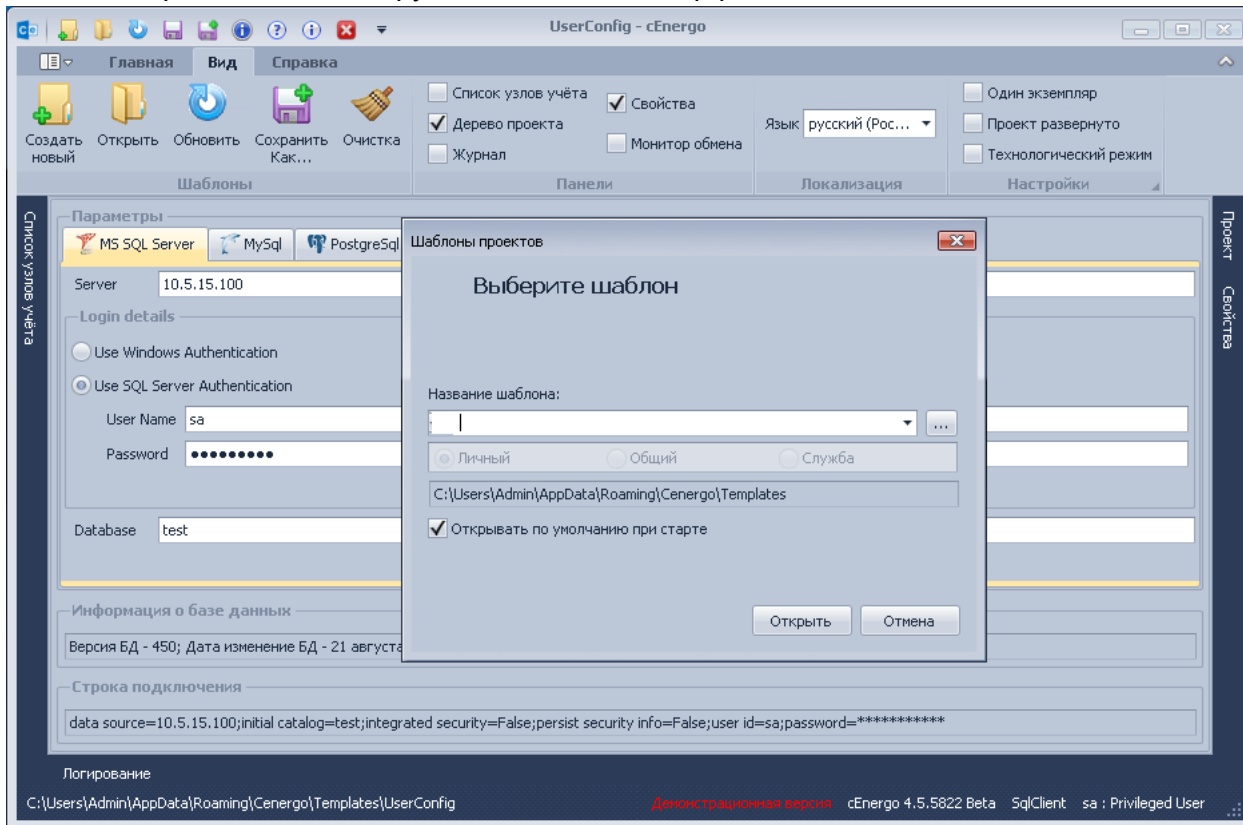 UserConfig - cEnergo
Главная Вид Справка
Создать новый Открыть Обновить Сохранить Как... Очистка
Список узлов учёта
Дерево проекта
Журнал
Свойства
Монитор обмена
Язык русский (Рос...
Один экземпляр
Проект развернуто
Технологический режим
Шаблоны Панели Локализация Настройки
Список узлов учёта
Параметры
MS SQL Server MySql PostgreSql
Server 10.5.15.100
Login details
Use Windows Authentication
Use SQL Server Authentication
User Name sa
Password ●●●●●●●●●
Database test
Информация о базе данных
Версия БД - 450; Дата изменение БД - 21 августа
Строка подключения
data source=10.5.15.100;initial catalog=test;integrated security=False;persist security info=False;user id=sa;password=***********
Шаблоны проектов
Выберите шаблон
Название шаблона:
...
Личный Общий Служба
C:\Users\Admin\AppData\Roaming\Cenergo\Templates
Открывать по умолчанию при старте
Открыть Отмена
Проект
Свойства
Логирование
C:\Users\Admin\AppData\Roaming\Cenergo\Templates\UserConfig Демонстрационная версия cEnergo 4.5.5822 Beta SqlClient sa : Privileged User